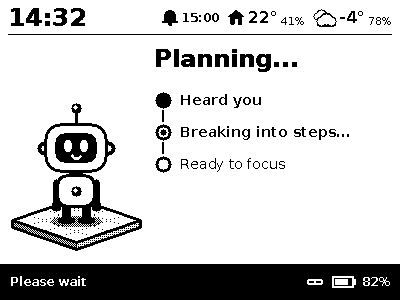 14:32 15:00 22° 41% -4° 78%
Planning...
Heard you
Breaking into steps...
Ready to focus
Please wait 82%